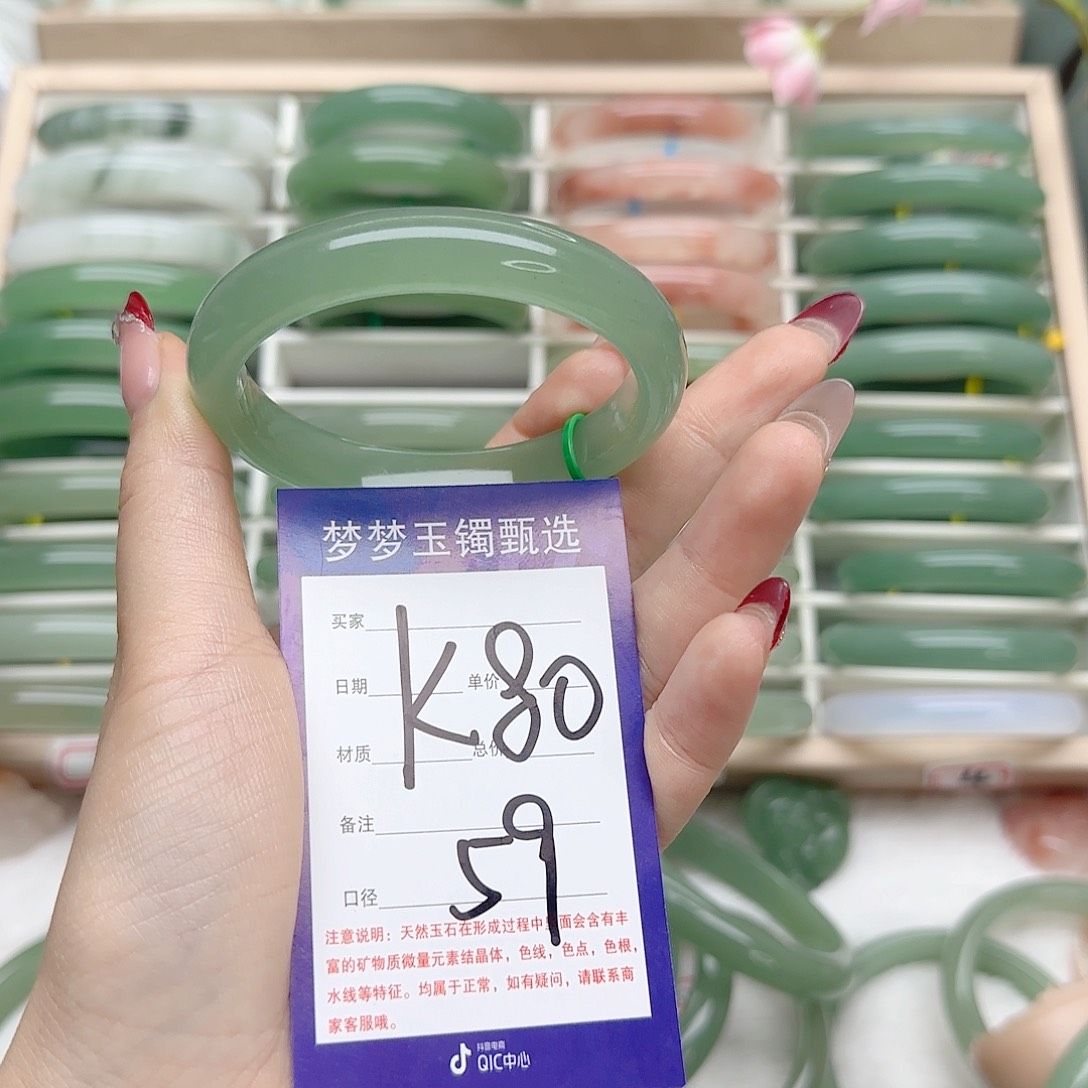 梦梦玉镯甄选
买家
K80
日期 单价
材质 总价
备注
59
口径
注意说明：天然玉石在形成过程中里面会含有丰
富的矿物质微量元素结晶体，色线，色点，色根，
水线等特征。均属于正常，如有疑问，请联系商
家客服哦。
抖音电商
QIC中心